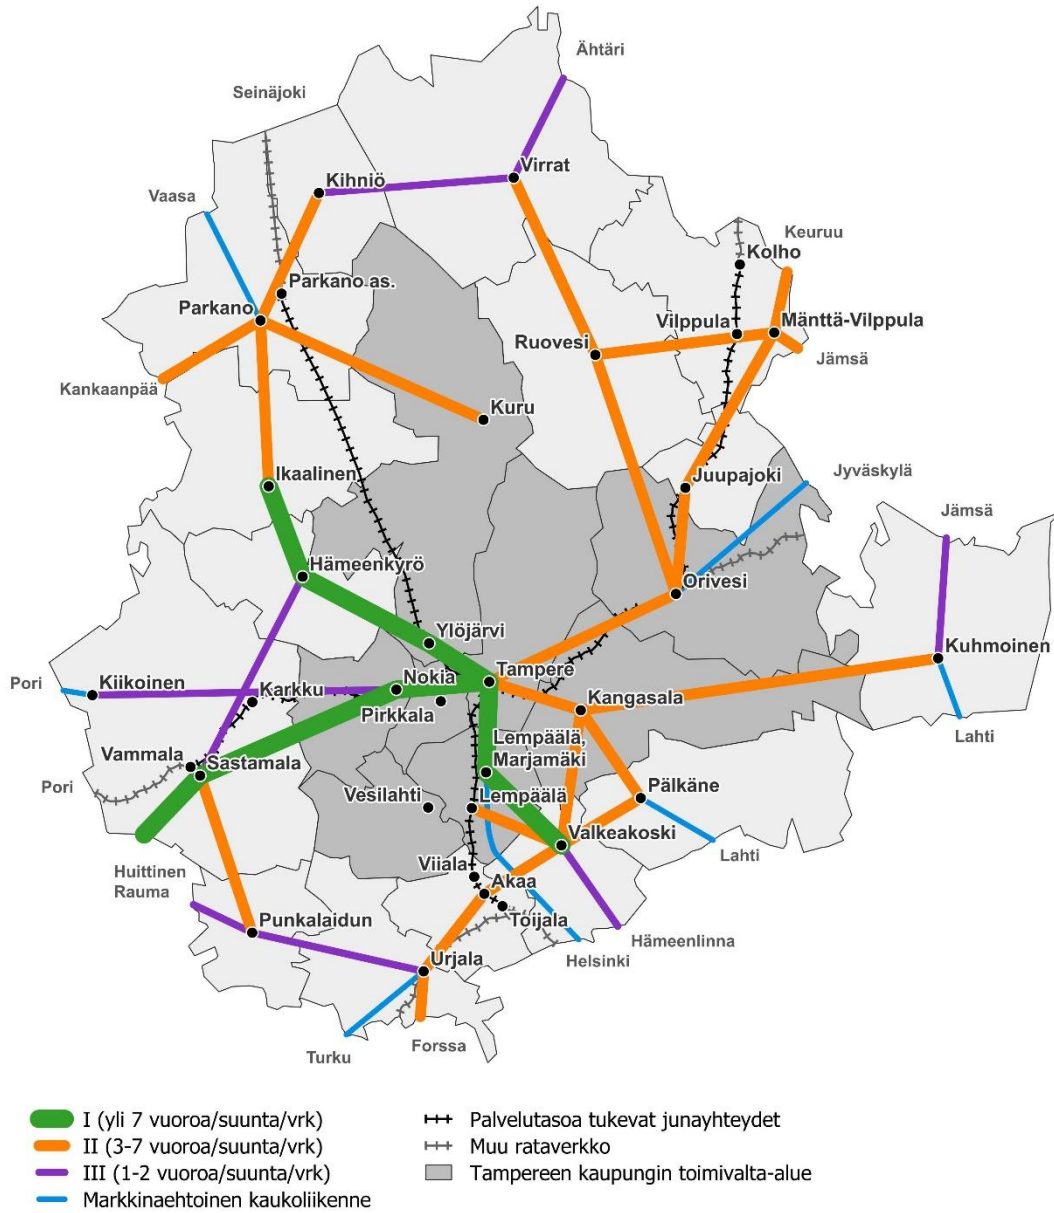 Ähtäri
Seinäjoki
Virrat
Kihniö
Vaasa
Keuruu
Kolho
Parkano as.
Parkano
Vilppula
Mänttä-Vilppula
Ruovesi
Jämsä
Kankaanpää
Kuru
Ikaalinen
Juupajoki
Jyväskylä
Jämsä
Hämeenkyrö
Orivesi
Ylöjärvi
Kuhmoinen
Tampere
Nokia
Pori
Kiikoinen
Karkku
Kangasala
Pirkkala
Lempäälä,
Marjamäki
Lahti
Vammala
Sastamala
Pori
Pälkäne
Vesilahti
Lempäälä
Valkeakoski
Lahti
Huittinen
Rauma
Viiala
Akaa
Toijala
Punkalaidun
Hämeenlinna
Helsinki
Urjala
Turku
Forssa
I (yli 7 vuoroa/suunta/vrk)
II (3-7 vuoroa/suunta/vrk)
III (1-2 vuoroa/suunta/vrk)
Markkinaehtoinen kaukoliikenne
Palvelutasoa tukevat junayhteydet
Muu rataverkko
Tampereen kaupungin toimivalta-alue